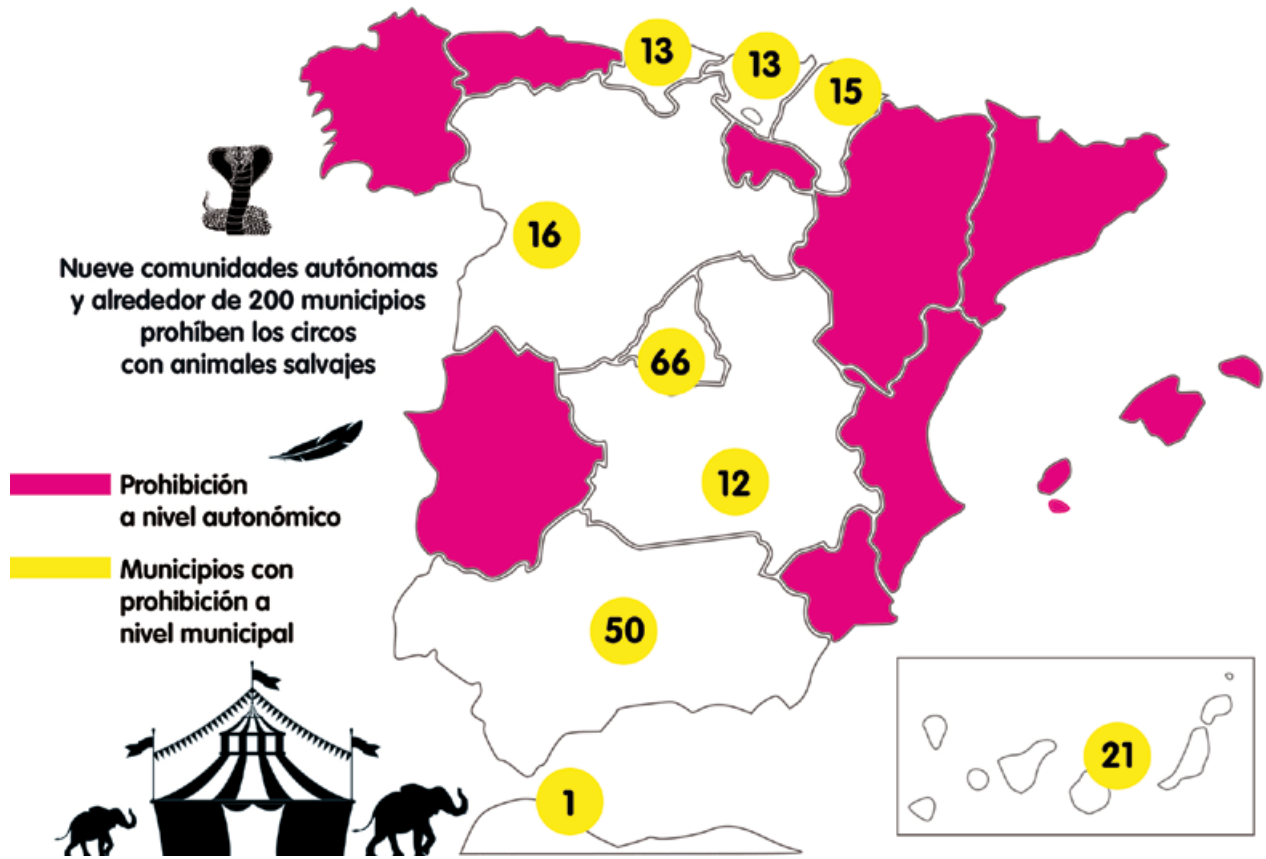 13
13
15
16
Nueve comunidades autónomas
y alrededor de 200 municipios
prohíben los circos
con animales salvajes
66
12
Prohibición
a nivel autonómico
Municipios con
prohibición a
nivel municipal
50
21
1